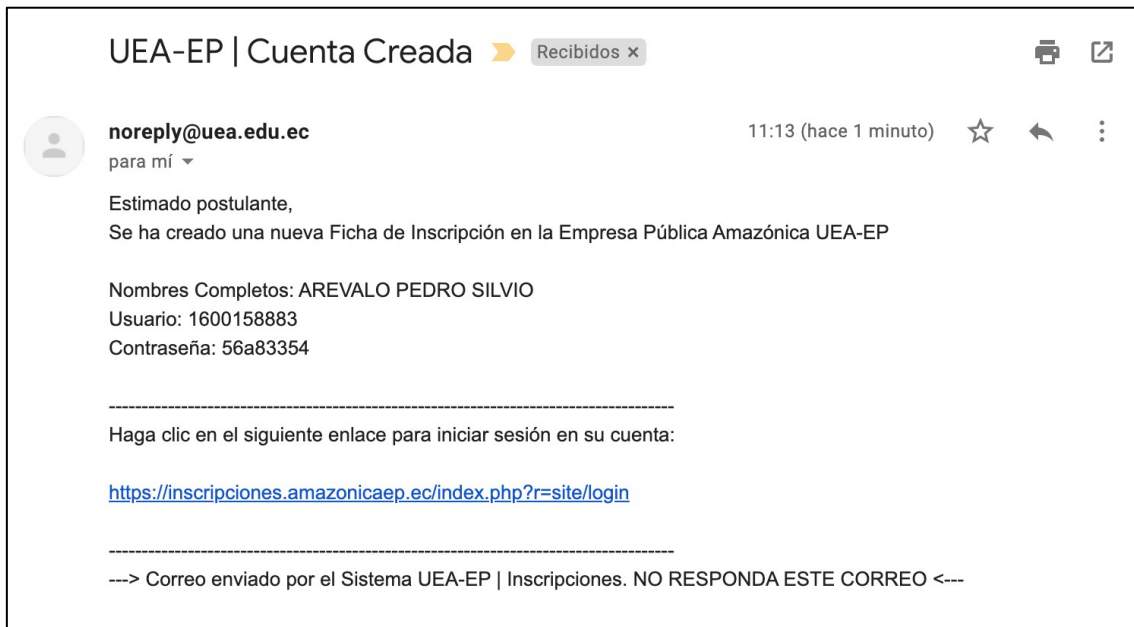 UEA-EP | Cuenta Creada Recibidos ×
noreply@uea.edu.ec 11:13 (hace 1 minuto)
para mí
Estimado postulante,
Se ha creado una nueva Ficha de Inscripción en la Empresa Pública Amazónica UEA-EP
Nombres Completos: AREVALO PEDRO SILVIO
Usuario: 1600158883
Contraseña: 56a83354
--------------------------------------------------------------------------------------
Haga clic en el siguiente enlace para iniciar sesión en su cuenta:
https://inscripciones.amazonicaep.ec/index.php?r=site/login
--------------------------------------------------------------------------------------
---> Correo enviado por el Sistema UEA-EP | Inscripciones. NO RESPONDA ESTE CORREO <---